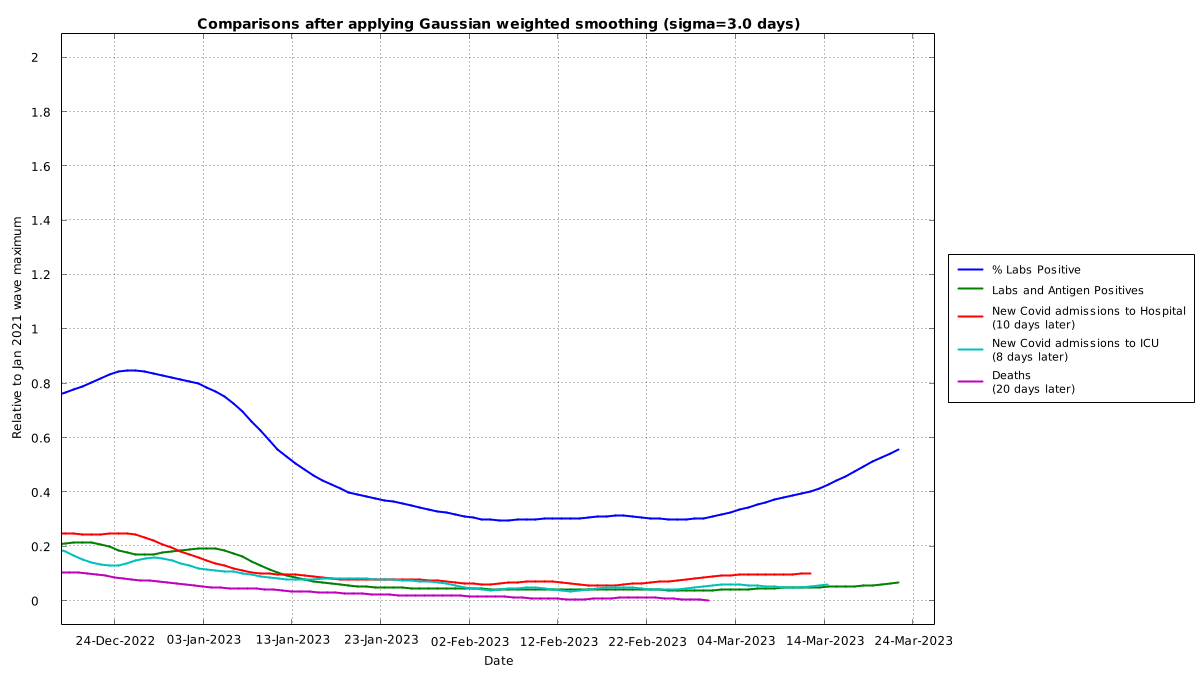 Comparisons after applying Gaussian weighted smoothing (sigma=3.0 days)
Relative to Jan 2021 wave maximum
2
1.8
1.6
1.4
1.2
1
0.8
0.6
0.4
0.2
0
24-Dec-2022 03-Jan-2023 13-Jan-2023 23-Jan-2023 02-Feb-2023 12-Feb-2023 22-Feb-2023 04-Mar-2023 14-Mar-2023 24-Mar-2023
Date
% Labs Positive
Labs and Antigen Positives
New Covid admissions to Hospital
(10 days later)
New Covid admissions to ICU
(8 days later)
Deaths
(20 days later)